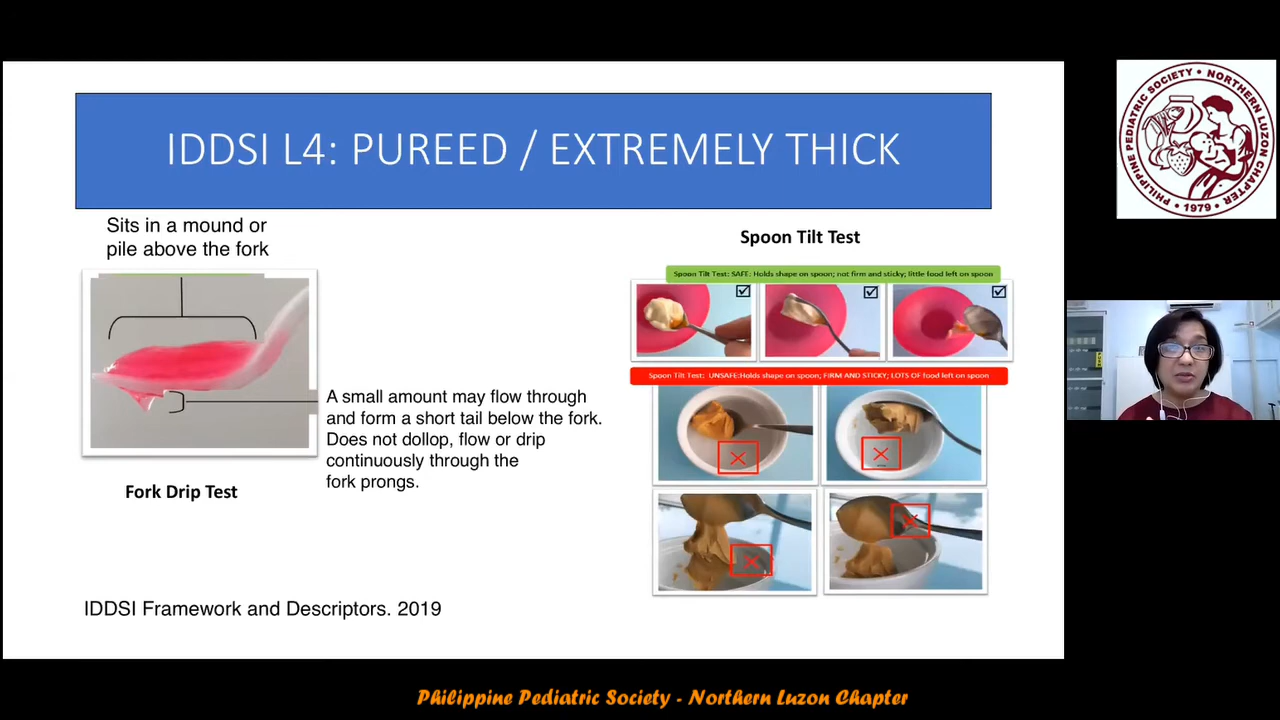 IDDSI L4: PUREED / EXTREMELY THICK
Sits in a mound or
pile above the fork
A small amount may flow through
and form a short tail below the fork.
Does not dollop, flow or drip
continuously through the
fork prongs.
Fork Drip Test
Spoon Tilt Test
Spoon Tilt Test: SAFE: Holds shape on spoon; not firm and sticky; little food left on spoon
Spoon Tilt Test: UNSAFE:Holds shape on spoon; FIRM AND STICKY; LOTS OF food left on spoon
IDDSI Framework and Descriptors. 2019
PHILIPPINE PEDIATRIC SOCIETY • NORTHERN LUZON CHAPTER
• 1979 •
Philippine Pediatric Society - Northern Luzon Chapter